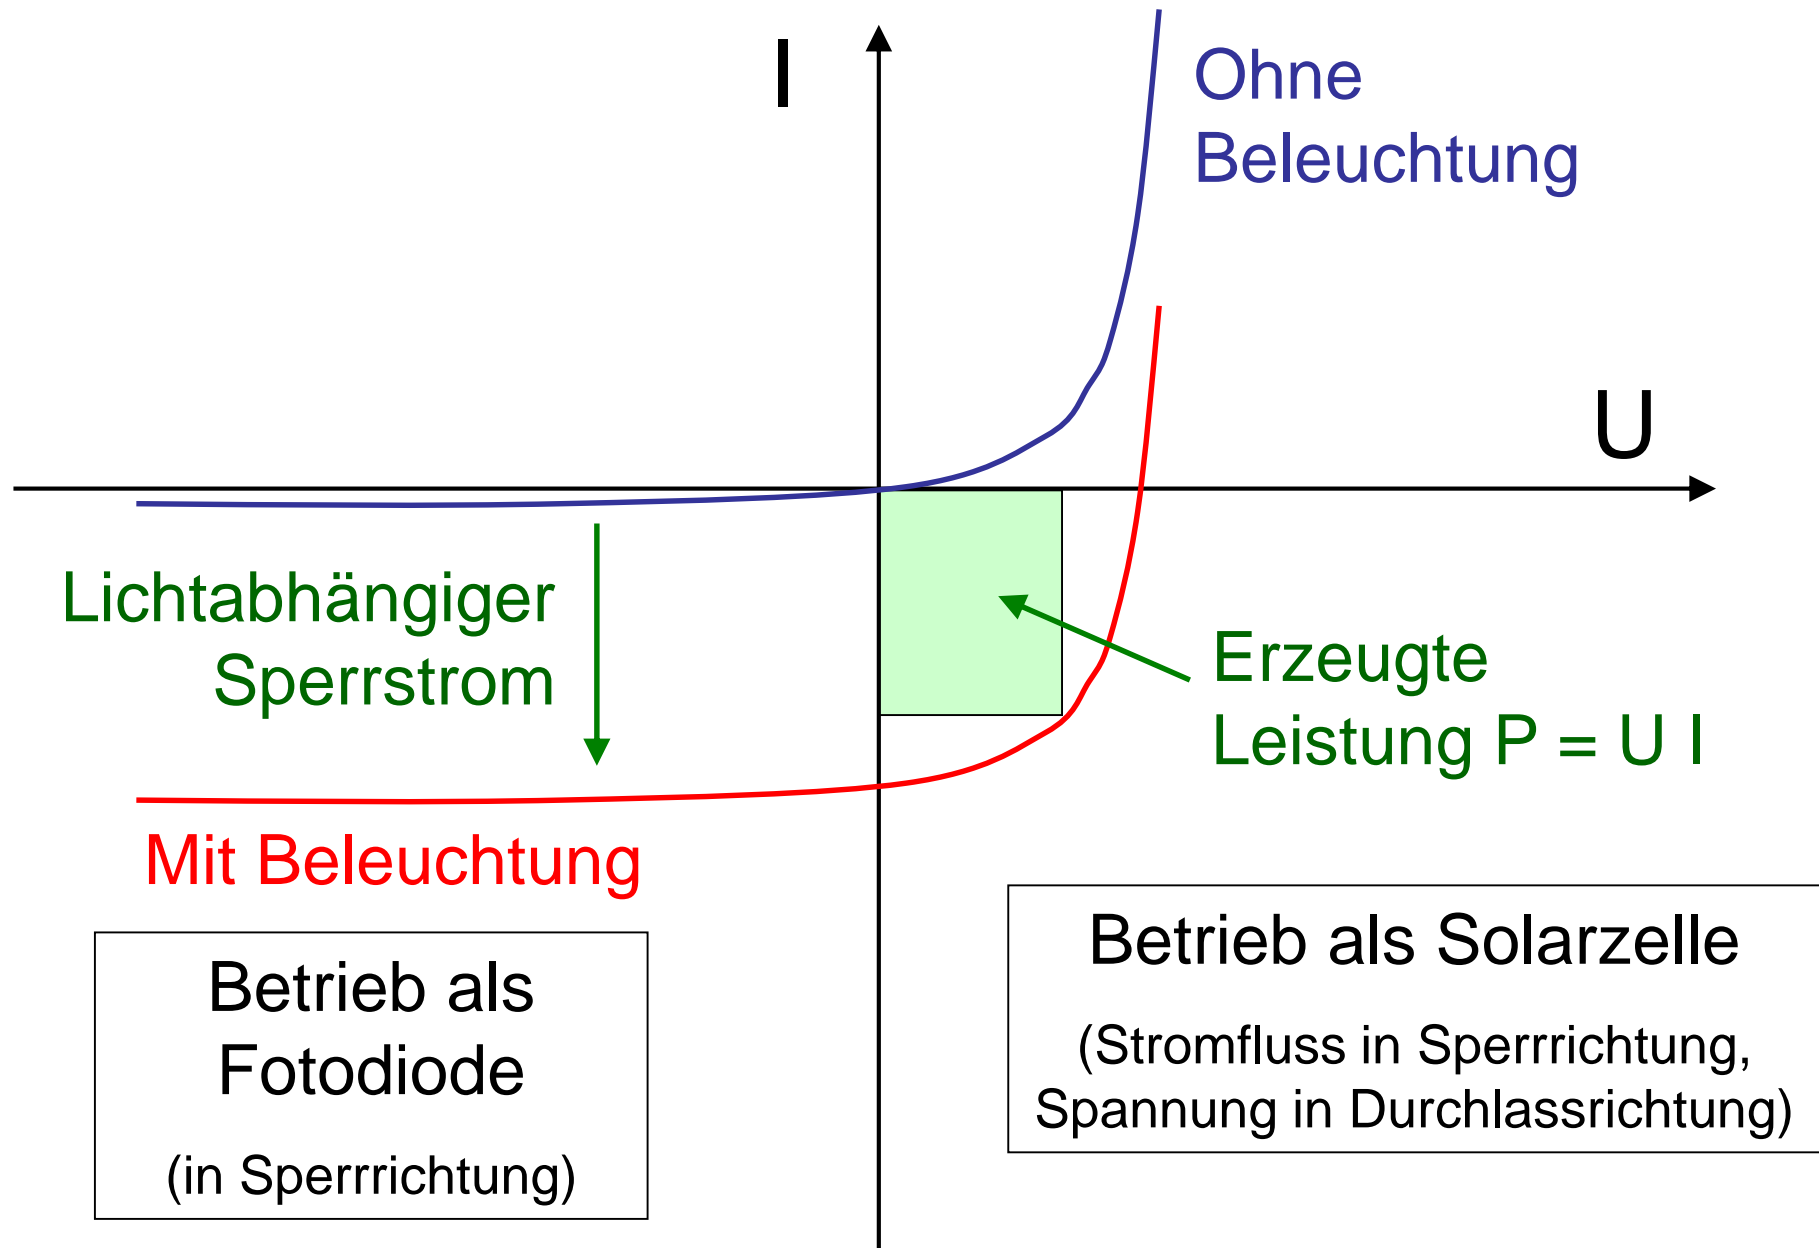 I
Ohne
Beleuchtung
U
Lichtabhängiger
Sperrstrom
Erzeugte
Leistung P = U I
Mit Beleuchtung
Betrieb als
Fotodiode
(in Sperrrichtung)
Betrieb als Solarzelle
(Stromfluss in Sperrrichtung,
Spannung in Durchlassrichtung)